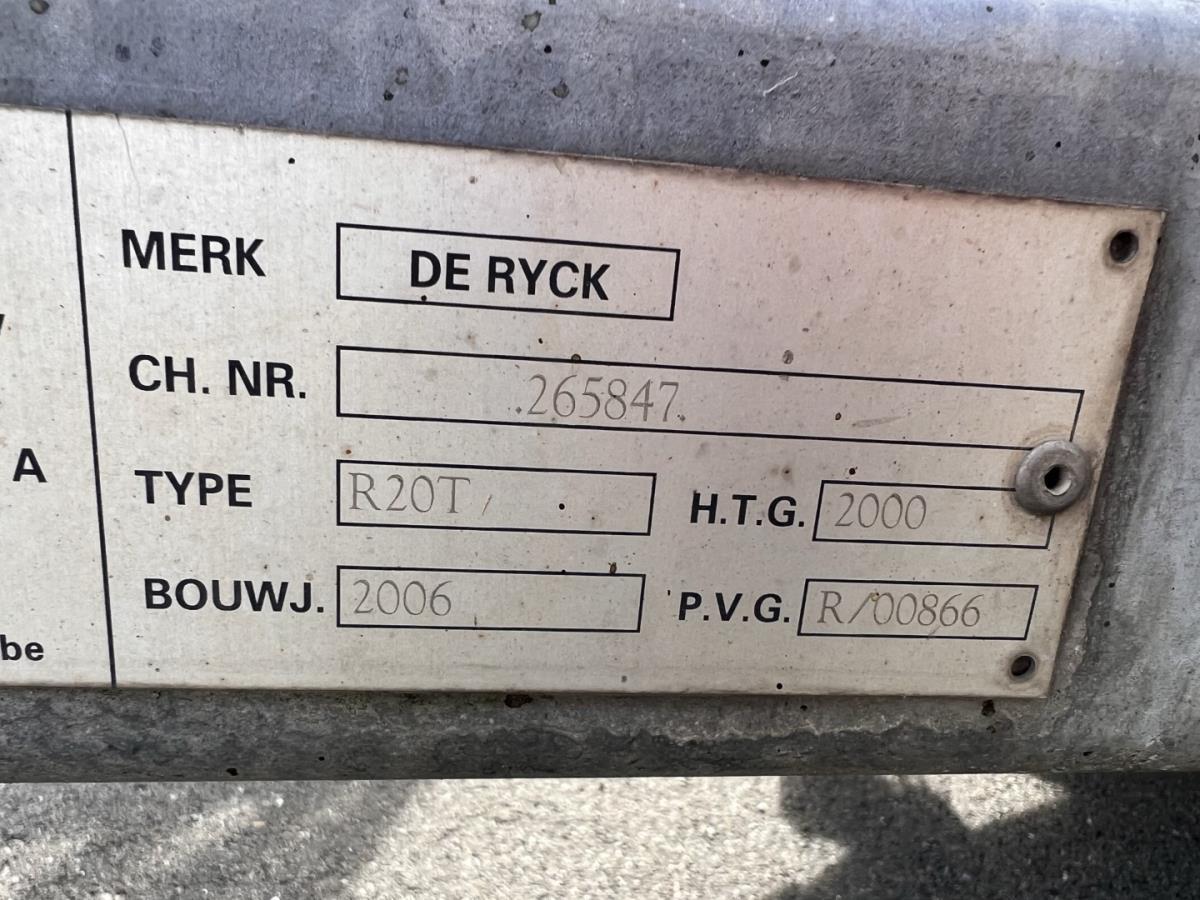 MERK DE RYCK
CH. NR. .265847.
A
TYPE R20T H.T.G. 2000
BOUWJ. 2006 P.V.G. R/00866
be